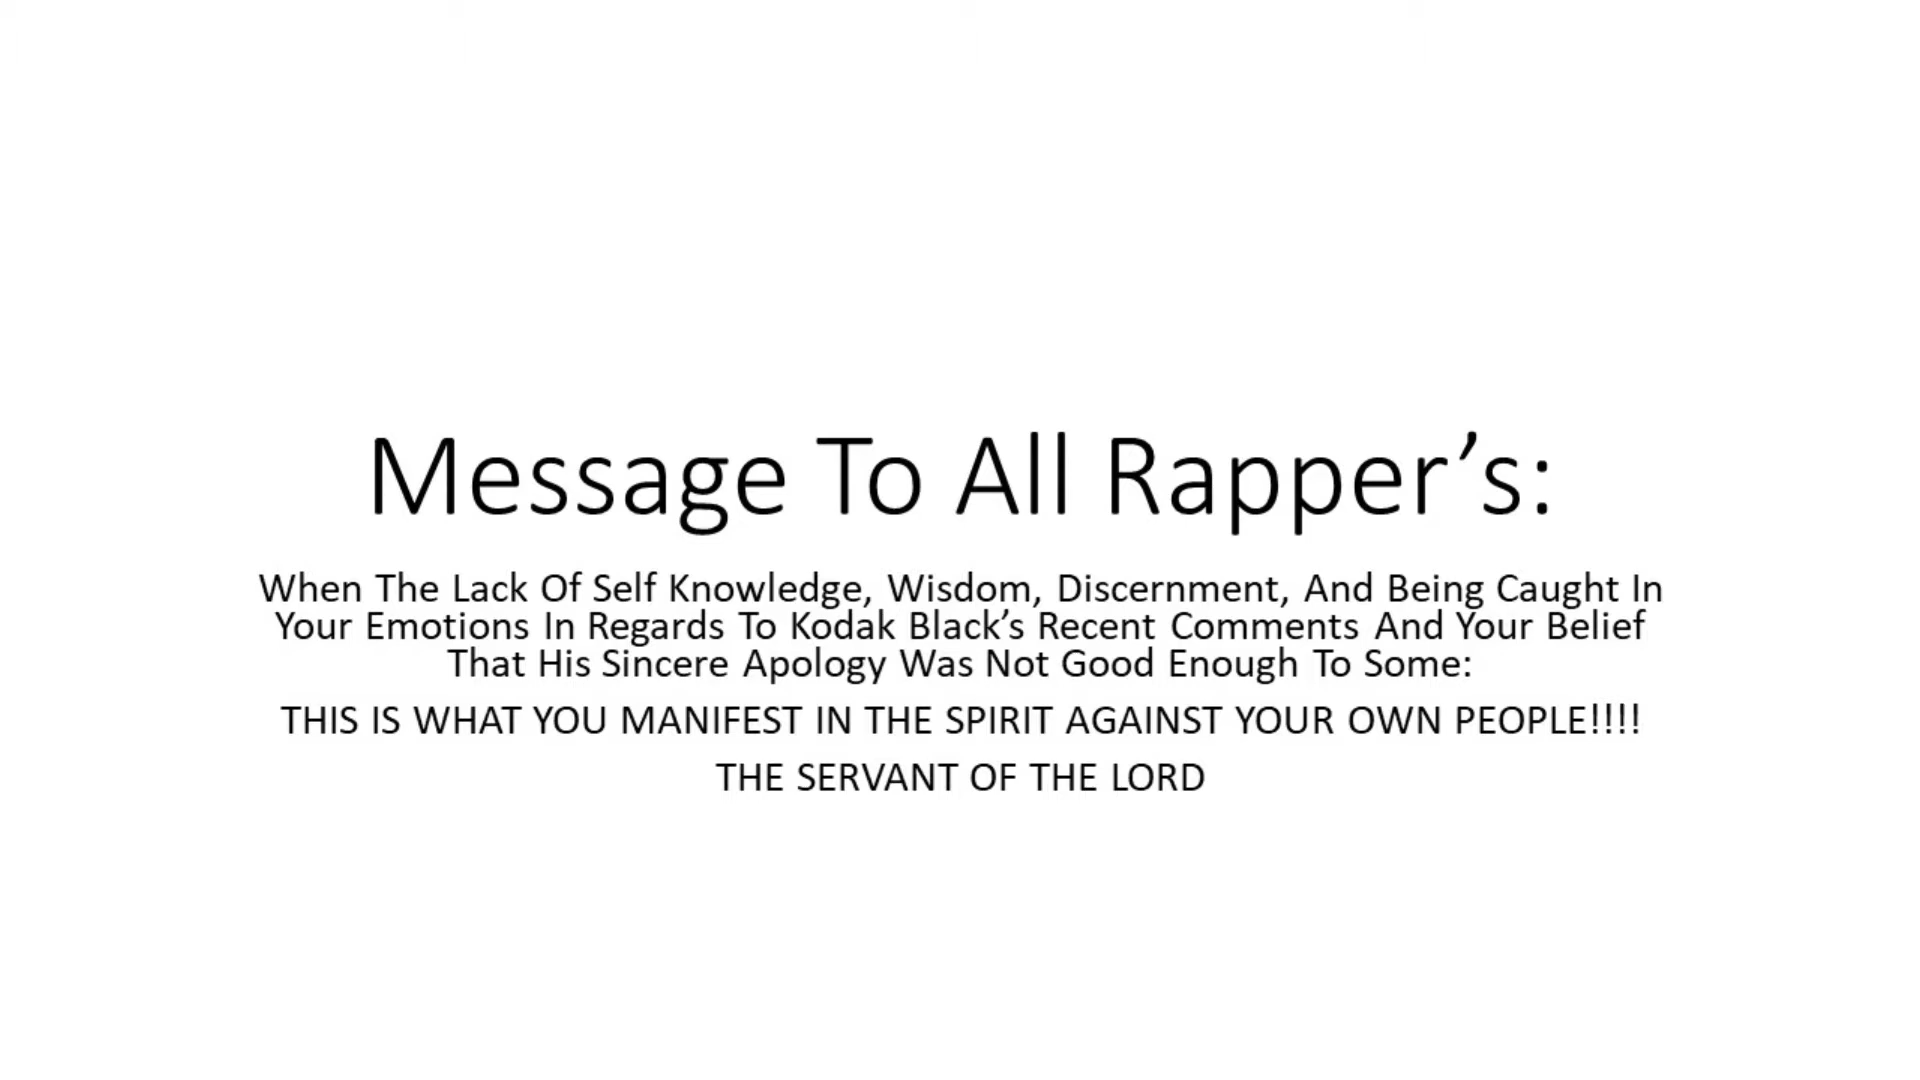 Message To All Rapper’s:
When The Lack Of Self Knowledge, Wisdom, Discernment, And Being Caught In
Your Emotions In Regards To Kodak Black’s Recent Comments And Your Belief
That His Sincere Apology Was Not Good Enough To Some:
THIS IS WHAT YOU MANIFEST IN THE SPIRIT AGAINST YOUR OWN PEOPLE!!!!
THE SERVANT OF THE LORD